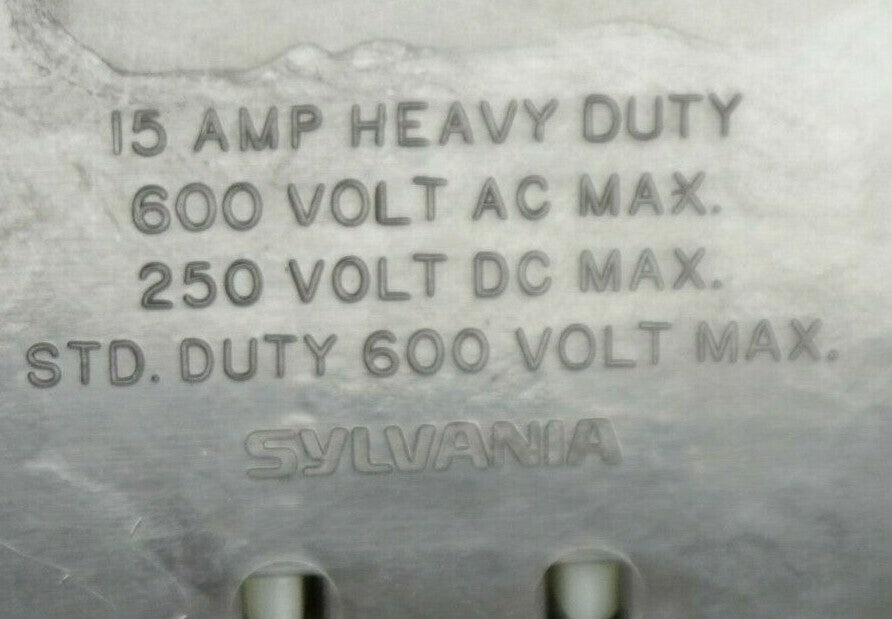 15 AMP HEAVY DUTY
600 VOLT AC MAX.
250 VOLT DC MAX.
STD. DUTY 600 VOLT MAX.
SYLVANIA